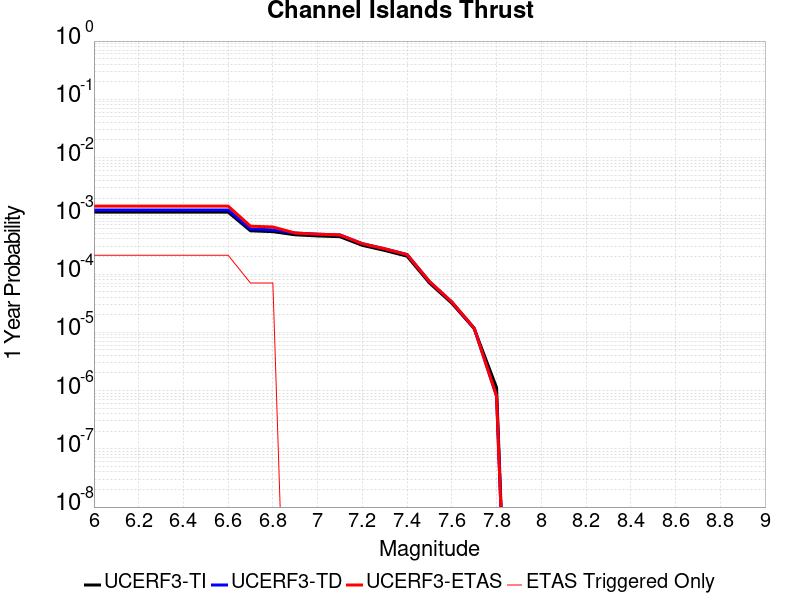 Channel Islands Thrust
10^0
10^-1
10^-2
10^-3
10^-4
10^-5
10^-6
10^-7
10^-8
1 Year Probability
6 6.2 6.4 6.6 6.8 7 7.2 7.4 7.6 7.8 8 8.2 8.4 8.6 8.8 9
Magnitude
UCERF3-TI UCERF3-TD UCERF3-ETAS ETAS Triggered Only